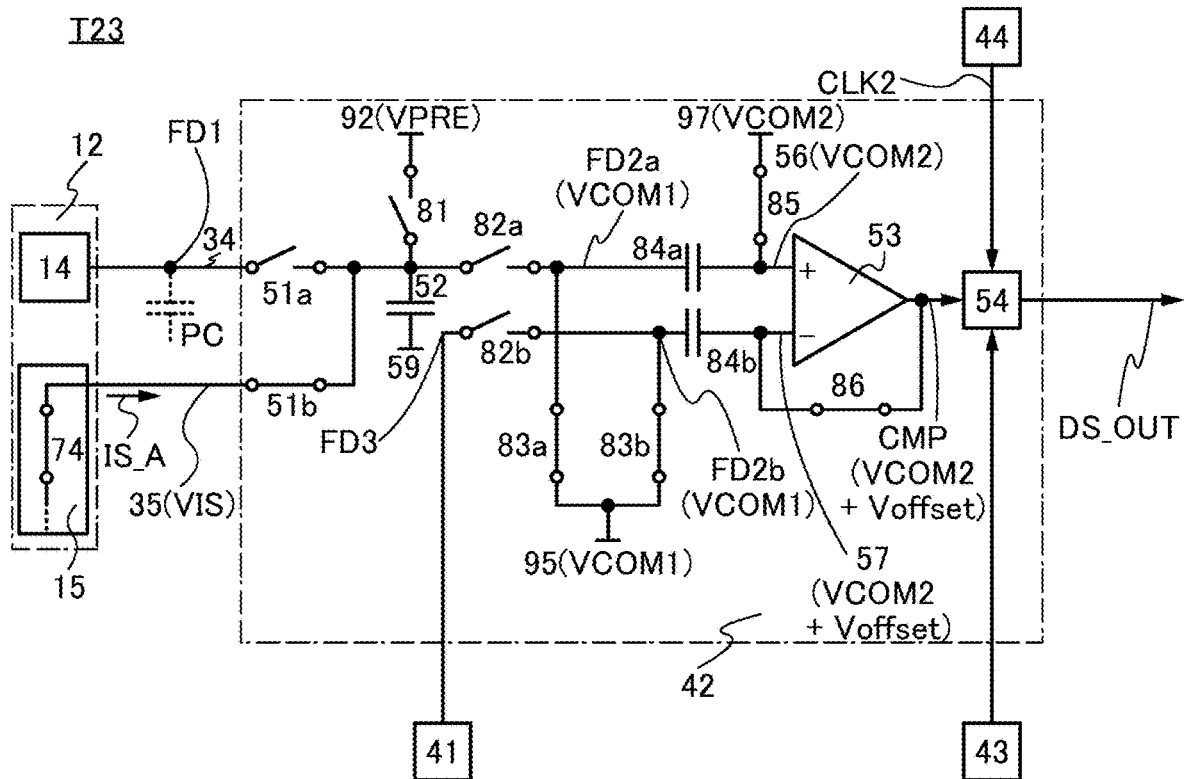 T23
44
CLK2
92(VPRE)
97(VCOM2)
FD1
12
FD2a
(VCOM1)
56(VCOM2)
34
81
82a
85
53
14
84a
51a
52
54
PC
82b
84b
59
86
51b
74
IS_A
FD3
83a
83b
CMP
(VCOM2
+ Voffset)
DS_OUT
35(VIS)
FD2b
(VCOM1)
95(VCOM1)
57
(VCOM2
+ Voffset)
15
42
41
43
+
−